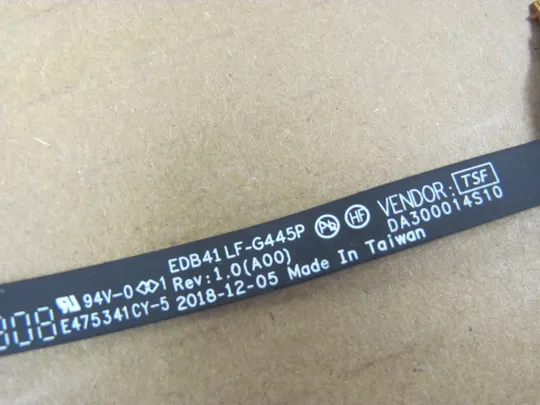 EDB41 LF-G445P Pb HF VENDOR: TSF
94V-0 1 Rev: 1.0(A00) DA300014S10
E475341CY-5 2018-12-05 Made In Taiwan
808